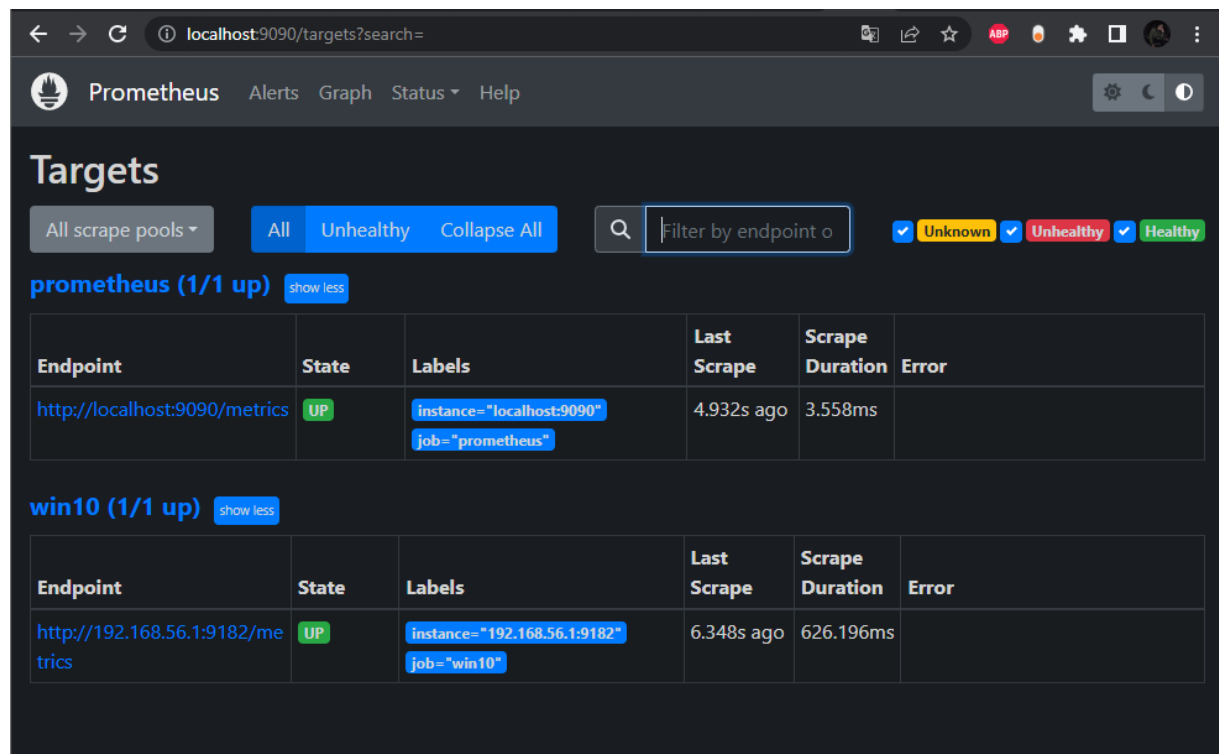 localhost:9090/targets?search=
ABP
Prometheus Alerts Graph Status Help
Targets
All scrape pools All Unhealthy Collapse All Filter by endpoint o Unknown Unhealthy Healthy
prometheus (1/1 up) show less
Endpoint State Labels Last Scrape Scrape Duration Error
http://localhost:9090/metrics UP instance="localhost:9090" 4.932s ago 3.558ms
job="prometheus"
win10 (1/1 up) show less
Endpoint State Labels Last Scrape Scrape Duration Error
http://192.168.56.1:9182/me UP instance="192.168.56.1:9182" 6.348s ago 626.196ms
trics job="win10"